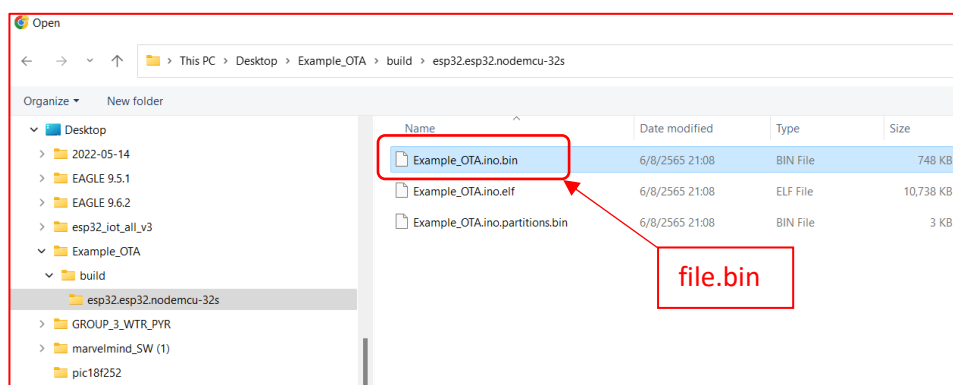 Open
This PC > Desktop > Example_OTA > build > esp32.esp32.nodemcu-32s
Organize New folder
Name Date modified Type Size
Desktop
2022-05-14
EAGLE 9.5.1
EAGLE 9.6.2
esp32_iot_all_v3
Example_OTA
build
esp32.esp32.nodemcu-32s
GROUP_3_WTR_PYR
marvelmind_SW (1)
pic18f252
Example_OTA.ino.bin 6/8/2565 21:08 BIN File 748 KB
Example_OTA.ino.elf 6/8/2565 21:08 ELF File 10,738 KB
Example_OTA.ino.partitions.bin 6/8/2565 21:08 BIN File 3 KB
file.bin